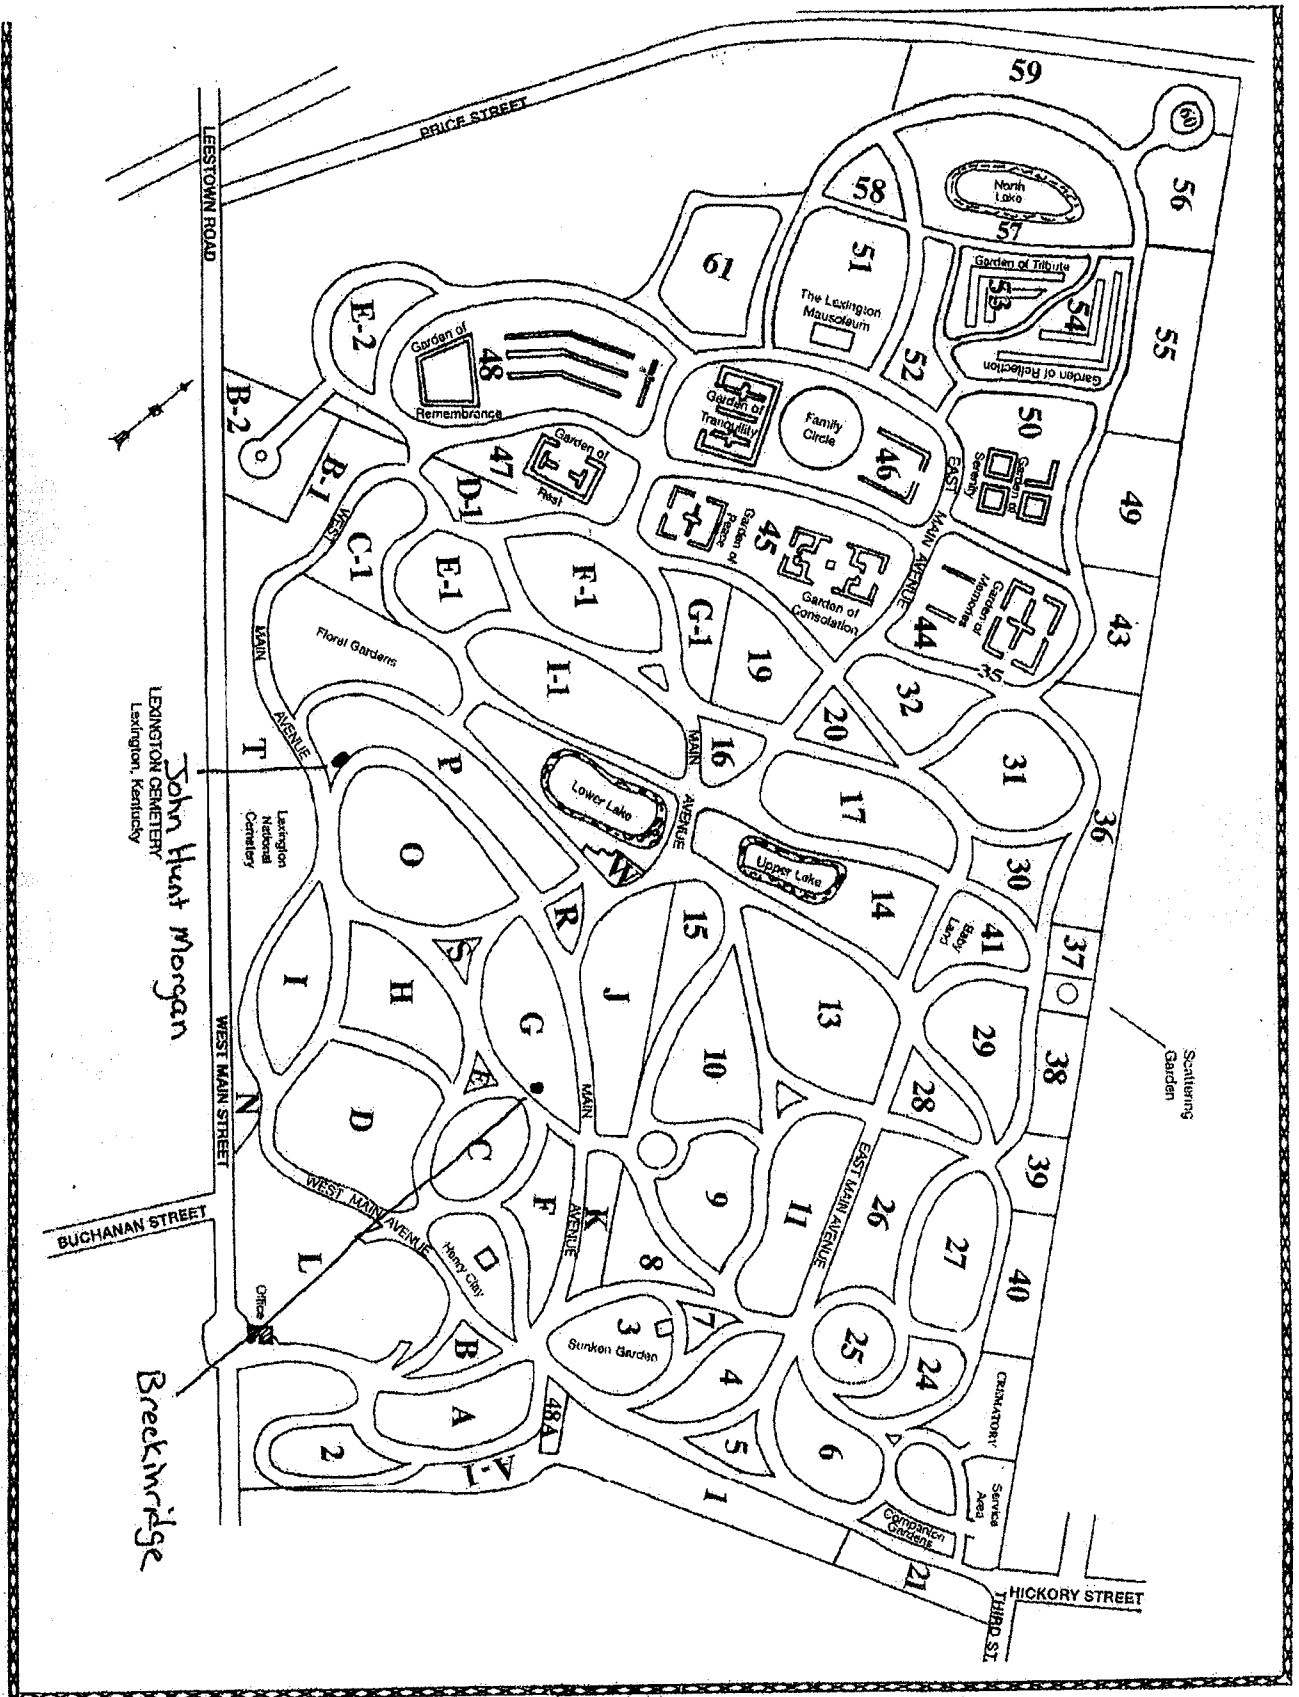 59
60
56
North
Lake
58
57
Garden of Tribute
53
54
Garden of Reflection
55
51
The Lexington
Mausoleum
52
61
PRICE STREET
LEESTOWN ROAD
E-2
Garden of
Remembrance
48
Garden of
Tranquility
Family
Circle
46
EAST
MAIN AVENUE
50
Garden of
Serenity
49
B-2
B-1
47
Garden of
Rest
D-1
Garden of
Peace
45
Garden of
Consolation
44
Garden of
Memories
35
43
WEST
C-1
E-1
F-1
G-1
19
32
20
31
36
MAIN
Floral Gardens
I-1
MAIN
16
AVENUE
17
30
AVENUE
T
P
Lower Lake
W
Upper Lake
14
41
Baby
Land
37
LEXINGTON CEMETERY
Lexington, Kentucky
John Hunt Morgan
Lexington
National
Cemetery
O
R
S
15
J
13
29
38
Scattering
Garden
I
H
G
10
28
E
MAIN
AVENUE
N
WEST MAIN STREET
D
C
F
K
9
11
EAST MAIN AVENUE
26
27
39
40
WEST MAIN AVENUE
BUCHANAN STREET
L
Henry Clay
8
Office
B
3
Sunken Garden
7
4
25
24
CREMATORY
Breckinridge
A
48A
5
6
2
A-1
1
Service
Area
Companion
Gardens
21
HICKORY STREET
THIRD ST.